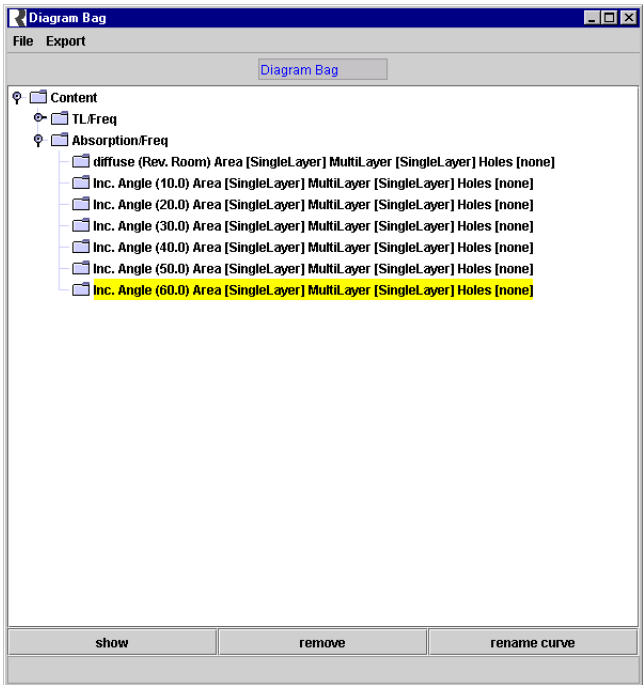 Diagram Bag
File Export
Diagram Bag
Content
TL/Freq
Absorption/Freq
diffuse (Rev. Room) Area [SingleLayer] MultiLayer [SingleLayer] Holes [none]
Inc. Angle (10.0) Area [SingleLayer] MultiLayer [SingleLayer] Holes [none]
Inc. Angle (20.0) Area [SingleLayer] MultiLayer [SingleLayer] Holes [none]
Inc. Angle (30.0) Area [SingleLayer] MultiLayer [SingleLayer] Holes [none]
Inc. Angle (40.0) Area [SingleLayer] MultiLayer [SingleLayer] Holes [none]
Inc. Angle (50.0) Area [SingleLayer] MultiLayer [SingleLayer] Holes [none]
Inc. Angle (60.0) Area [SingleLayer] MultiLayer [SingleLayer] Holes [none]
show remove rename curve